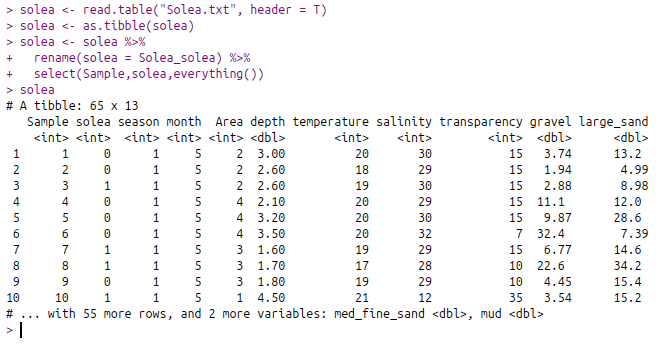 > solea <- read.table("Solea.txt", header = T)
> solea <- as.tibble(solea)
> solea <- solea %>%
+   rename(solea = Solea_solea) %>%
+   select(Sample,solea,everything())
> solea
# A tibble: 65 x 13
   Sample solea season month  Area depth temperature salinity transparency gravel large_sand
    <int> <int>  <int> <int> <int> <dbl>       <int>    <int>        <int>  <dbl>      <dbl>
 1      1     0      1     5     2  3.00          20       30           15   3.74      13.2
 2      2     0      1     5     2  2.60          18       29           15   1.94       4.99
 3      3     1      1     5     2  2.60          19       30           15   2.88       8.98
 4      4     0      1     5     4  2.10          20       29           15  11.1       12.0
 5      5     0      1     5     4  3.20          20       30           15   9.87      28.6
 6      6     0      1     5     4  3.50          20       32            7  32.4        7.39
 7      7     1      1     5     3  1.60          19       29           15   6.77      14.6
 8      8     1      1     5     3  1.70          17       28           10  22.6       34.2
 9      9     0      1     5     3  1.80          19       29           10   4.45      15.4
10     10     1      1     5     1  4.50          21       12           35   3.54      15.2
# ... with 55 more rows, and 2 more variables: med_fine_sand <dbl>, mud <dbl>
>